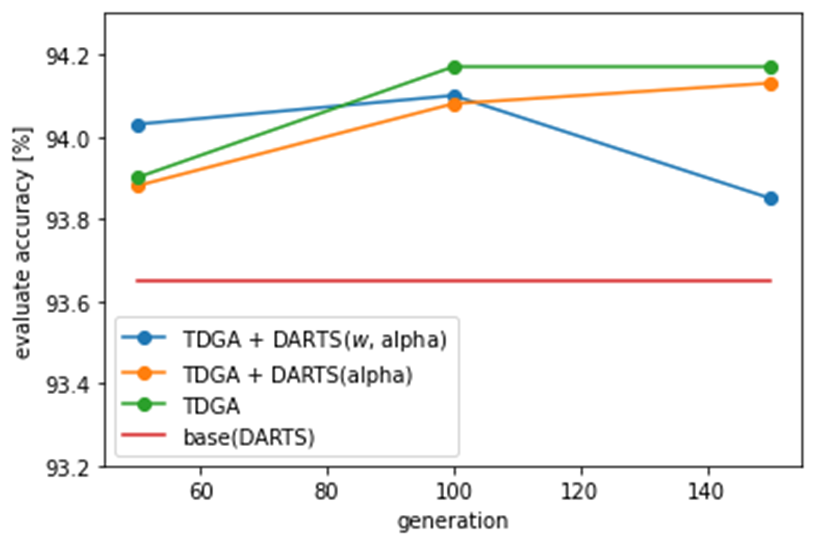 94.2
94.0
93.8
93.6
93.4
93.2
evaluate accuracy [%]
TDGA + DARTS(w, alpha)
TDGA + DARTS(alpha)
TDGA
base(DARTS)
60 80 100 120 140
generation